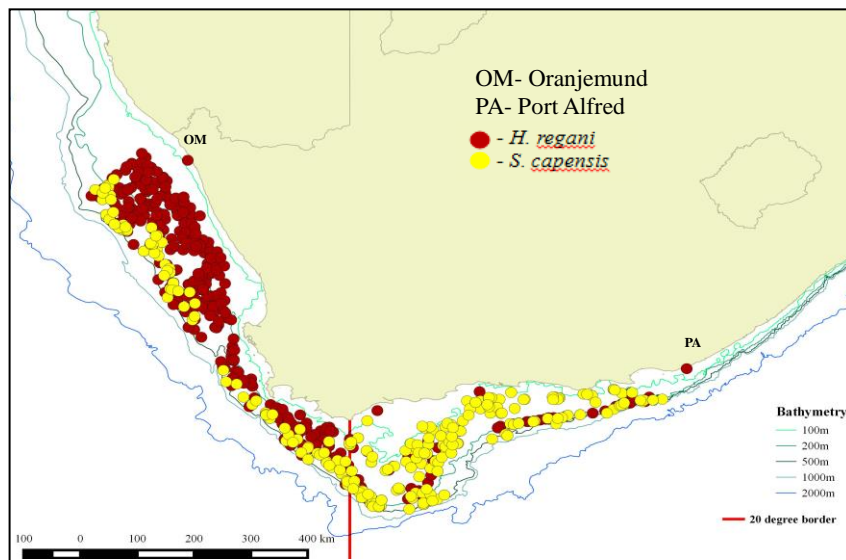 OM- Oranjemund
PA- Port Alfred
- H. regani
- S. capensis
OM
PA
Bathymetry
100m
200m
500m
1000m
2000m
20 degree border
100 0 100 200 300 400 km